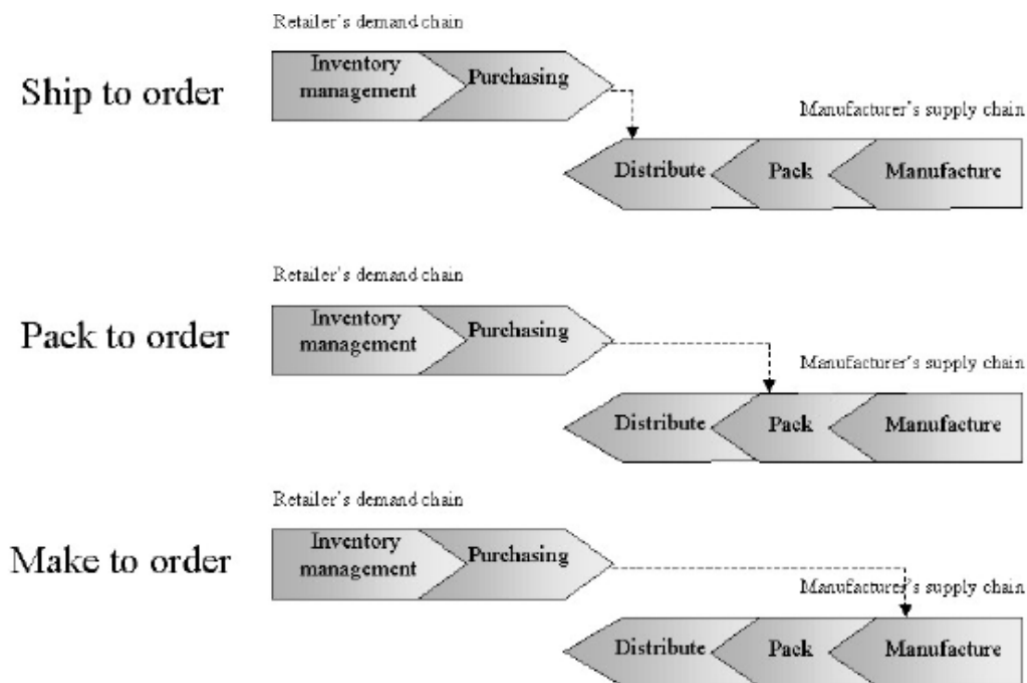 Retailer's demand chain
Ship to order
Inventory
management
Purchasing
Manufacturer's supply chain
Distribute
Pack
Manufacture
Retailer's demand chain
Pack to order
Inventory
management
Purchasing
Manufacturer's supply chain
Distribute
Pack
Manufacture
Retailer's demand chain
Make to order
Inventory
management
Purchasing
Manufacturer's supply chain
Distribute
Pack
Manufacture